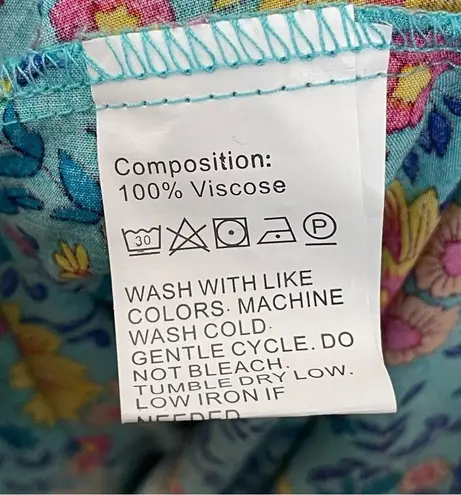 Composition:
100% Viscose
30 P
WASH WITH LIKE
COLORS. MACHINE
WASH COLD.
GENTLE CYCLE. DO
NOT BLEACH.
TUMBLE DRY LOW.
LOW IRON IF
NEEDED